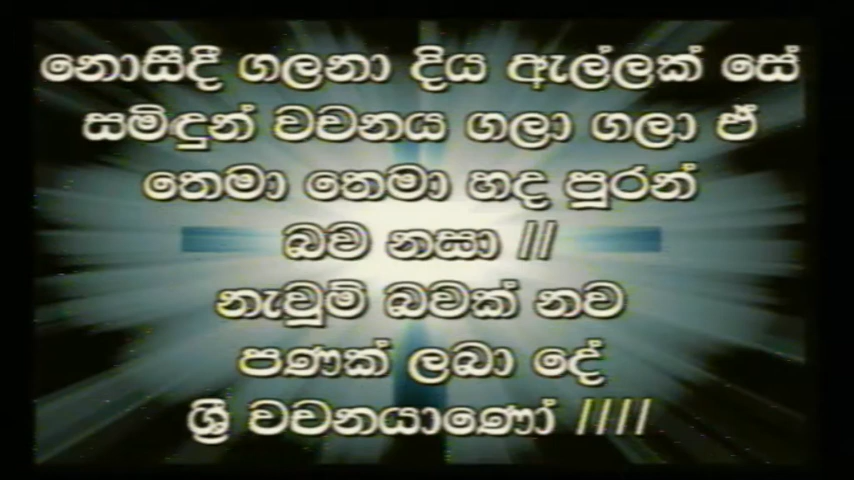 නොසීදී ගලනා දිය ඇල්ලක් සේ
සමිඳුන් වචනය ගලා ගලා ඒ
තෙමා තෙමා හද පූරන්
බව නසා //
නැවූම් බවක් නව
පණක් ලබා දේ
ශ්‍රී වචනයාණෝ ////